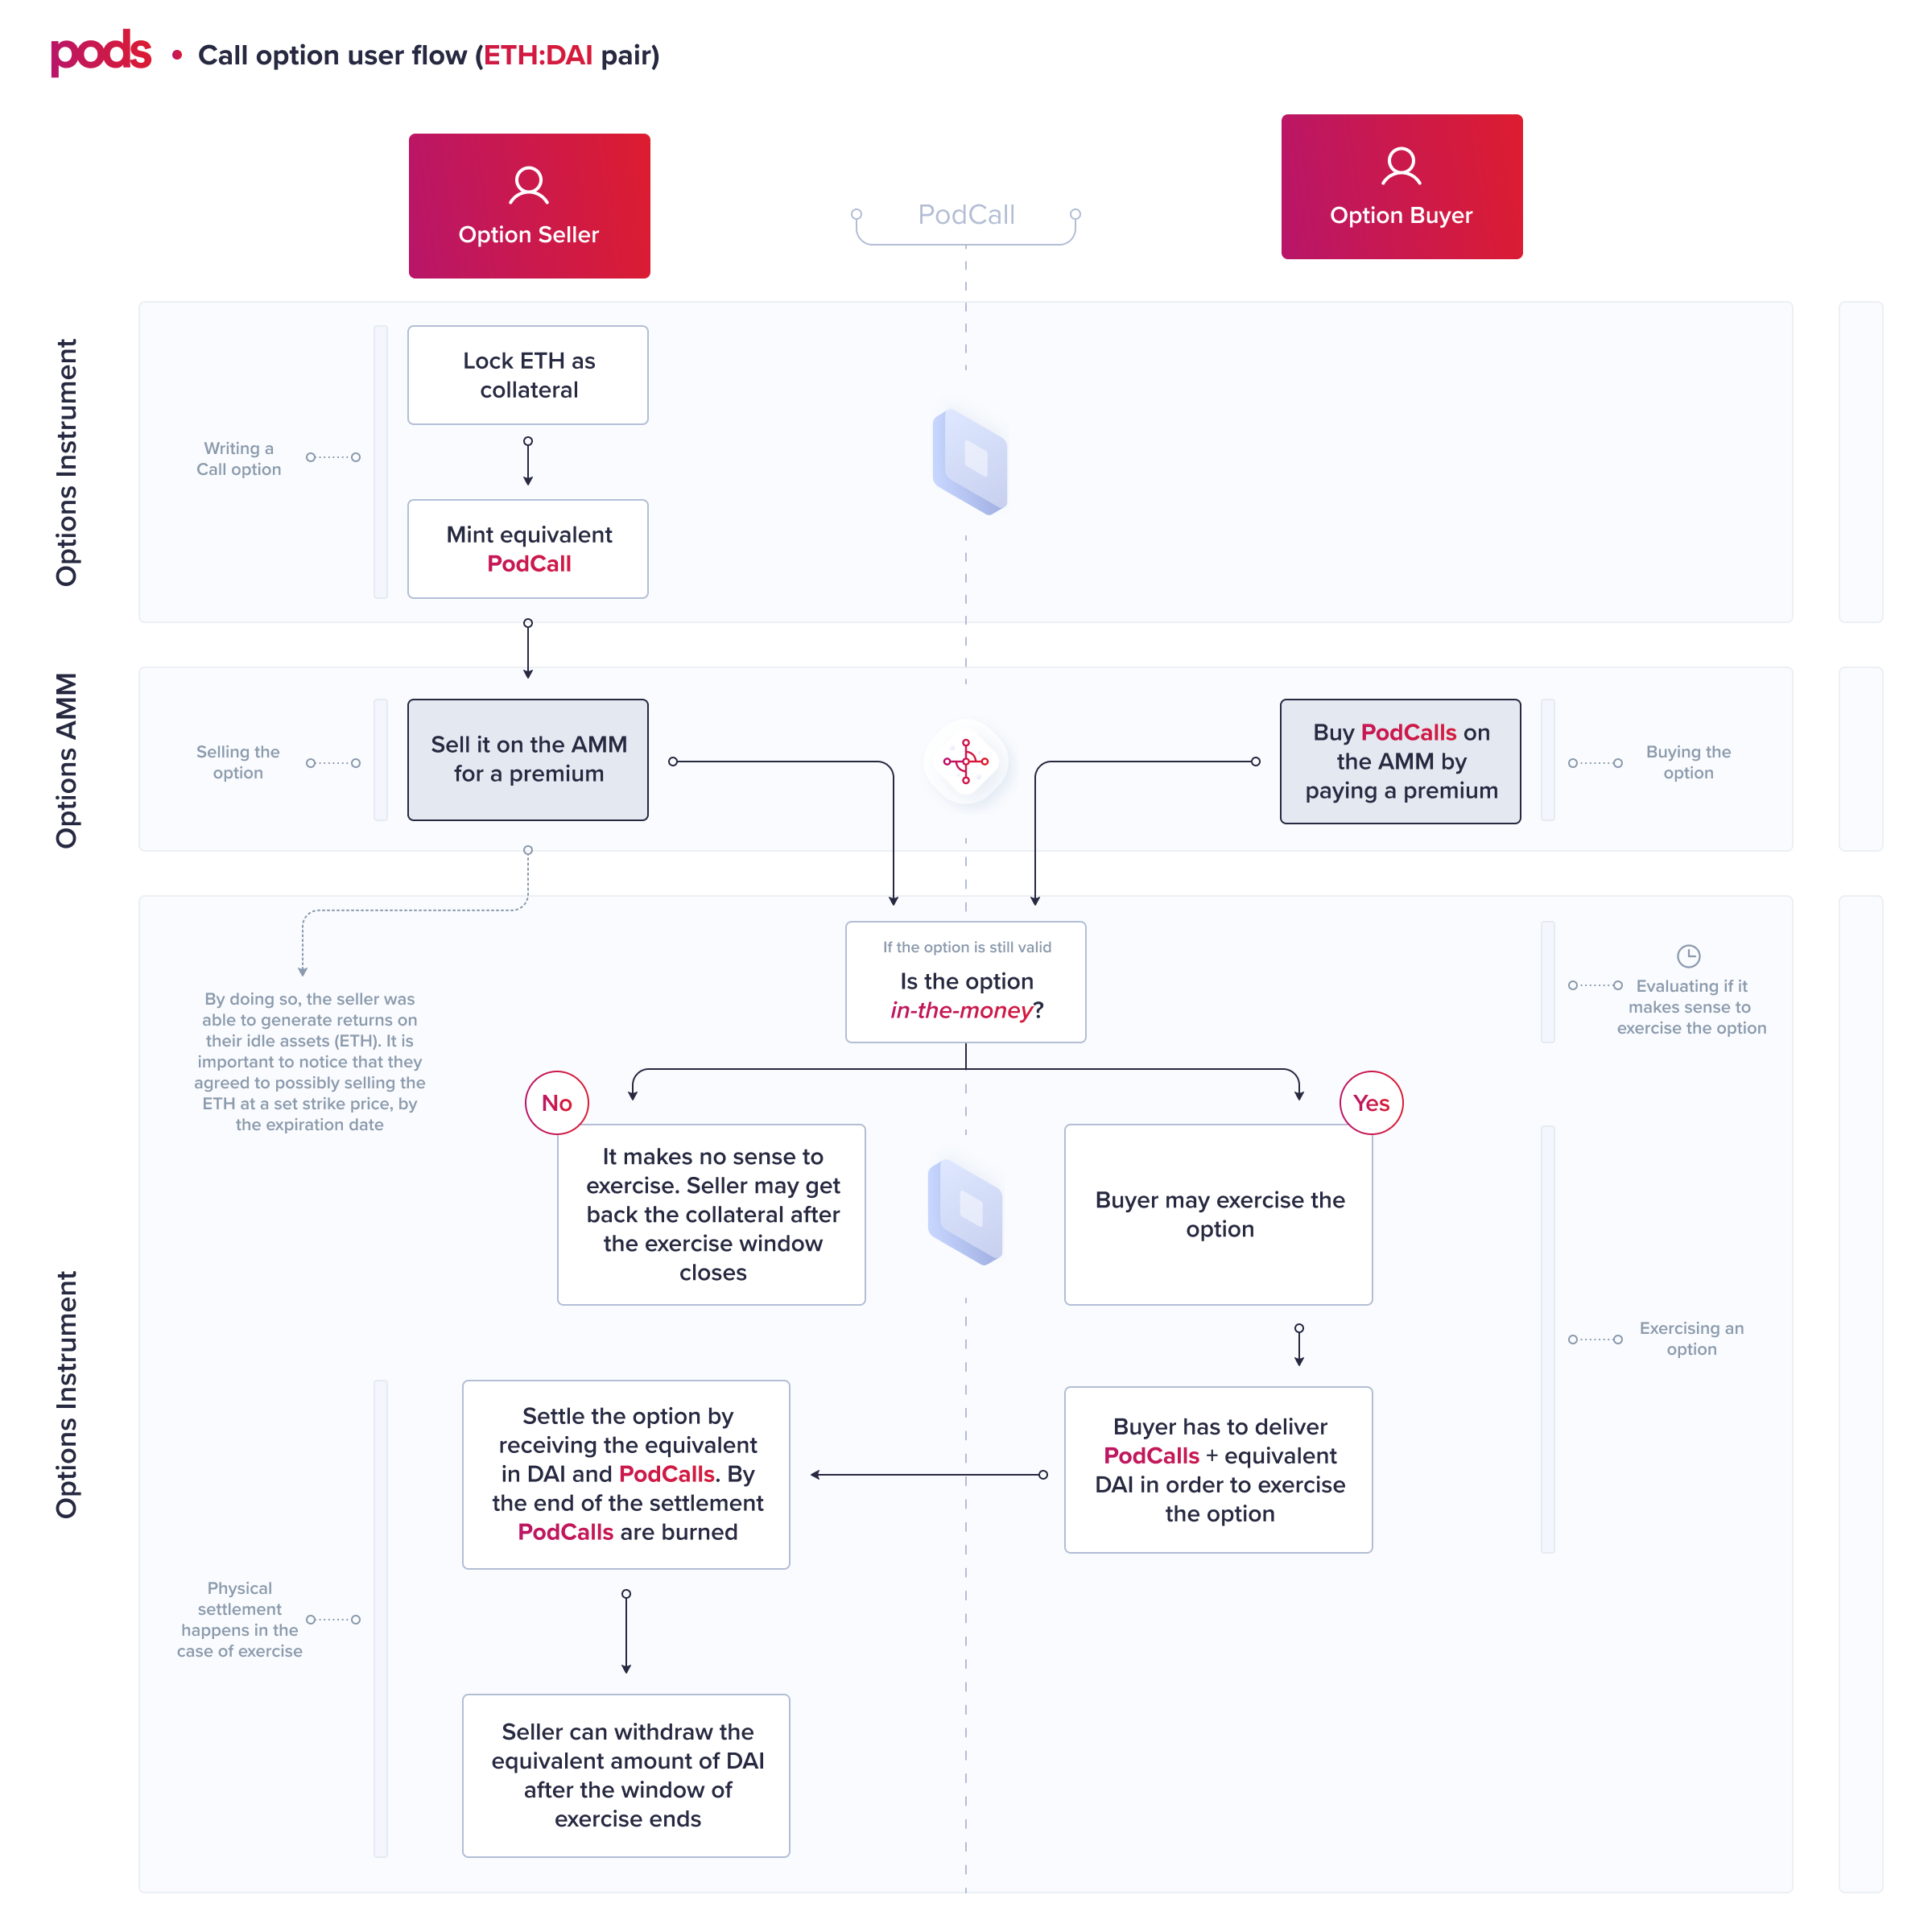 pods • Call option user flow (ETH:DAI pair)
Option Seller
PodCall
Option Buyer
Options Instrument
Writing a
Call option
Lock ETH as
collateral
Mint equivalent
PodCall
Options AMM
Selling the
option
Sell it on the AMM
for a premium
Buy PodCalls on
the AMM by
paying a premium
Buying the
option
Options Instrument
By doing so, the seller was
able to generate returns on
their idle assets (ETH). It is
important to notice that they
agreed to possibly selling the
ETH at a set strike price, by
the expiration date
If the option is still valid
Is the option
in-the-money?
Evaluating if it
makes sense to
exercise the option
No
It makes no sense to
exercise. Seller may get
back the collateral after
the exercise window
closes
Yes
Buyer may exercise the
option
Exercising an
option
Buyer has to deliver
PodCalls + equivalent
DAI in order to exercise
the option
Settle the option by
receiving the equivalent
in DAI and PodCalls. By
the end of the settlement
PodCalls are burned
Physical
settlement
happens in the
case of exercise
Seller can withdraw the
equivalent amount of DAI
after the window of
exercise ends